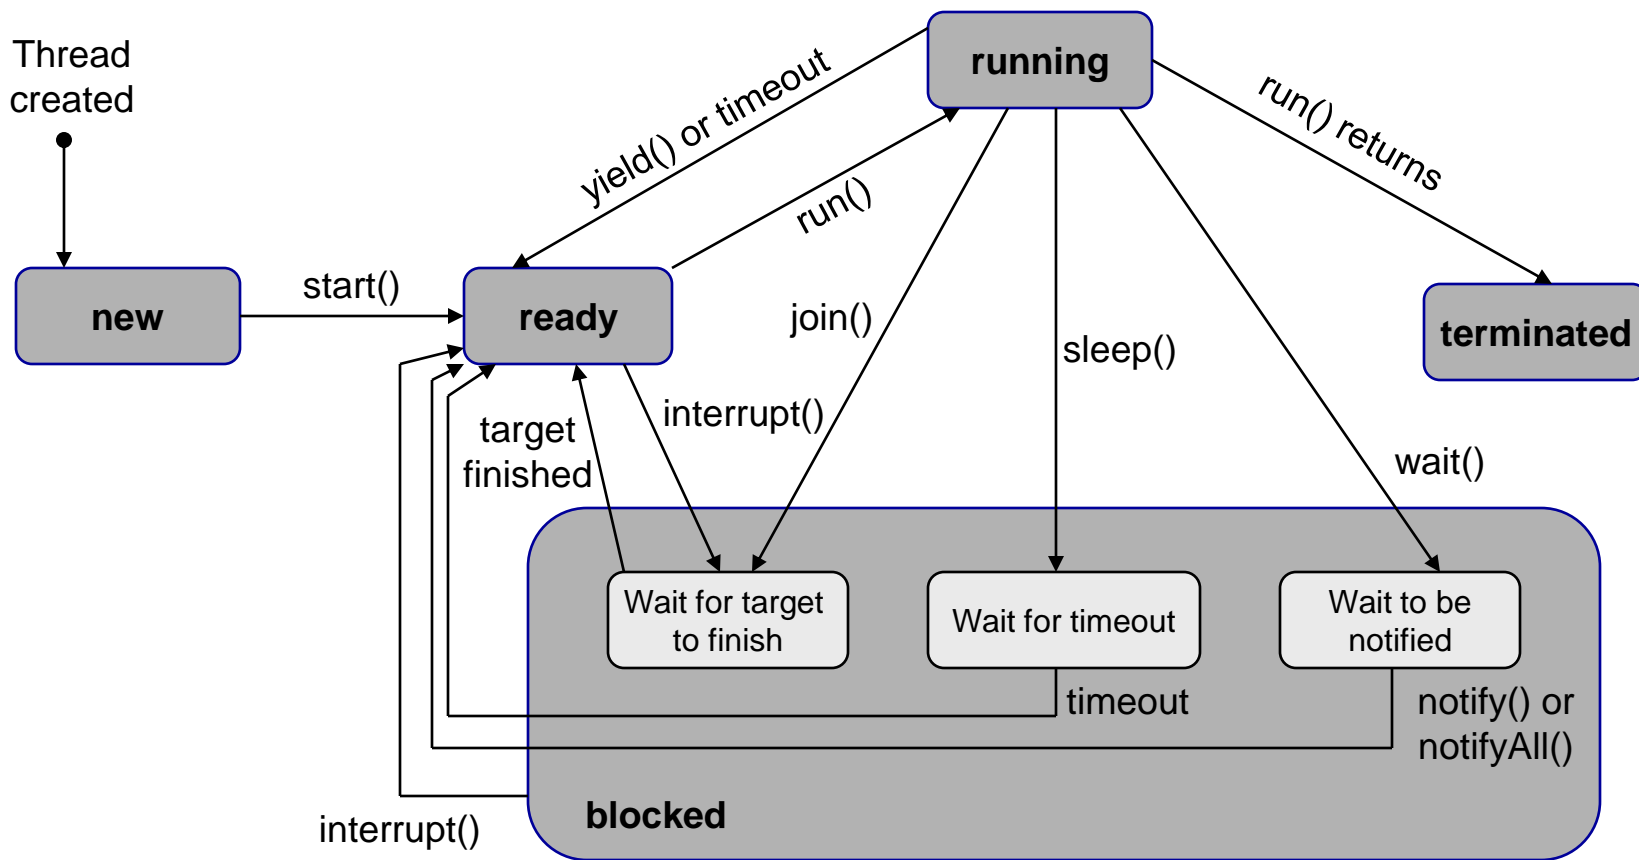 Thread
created
running
yield() or timeout
run() returns
run()
new
start()
ready
join()
sleep()
terminated
target
finished
interrupt()
wait()
Wait for target
to finish
Wait for timeout
Wait to be
notified
timeout
notify() or
notifyAll()
interrupt()
blocked